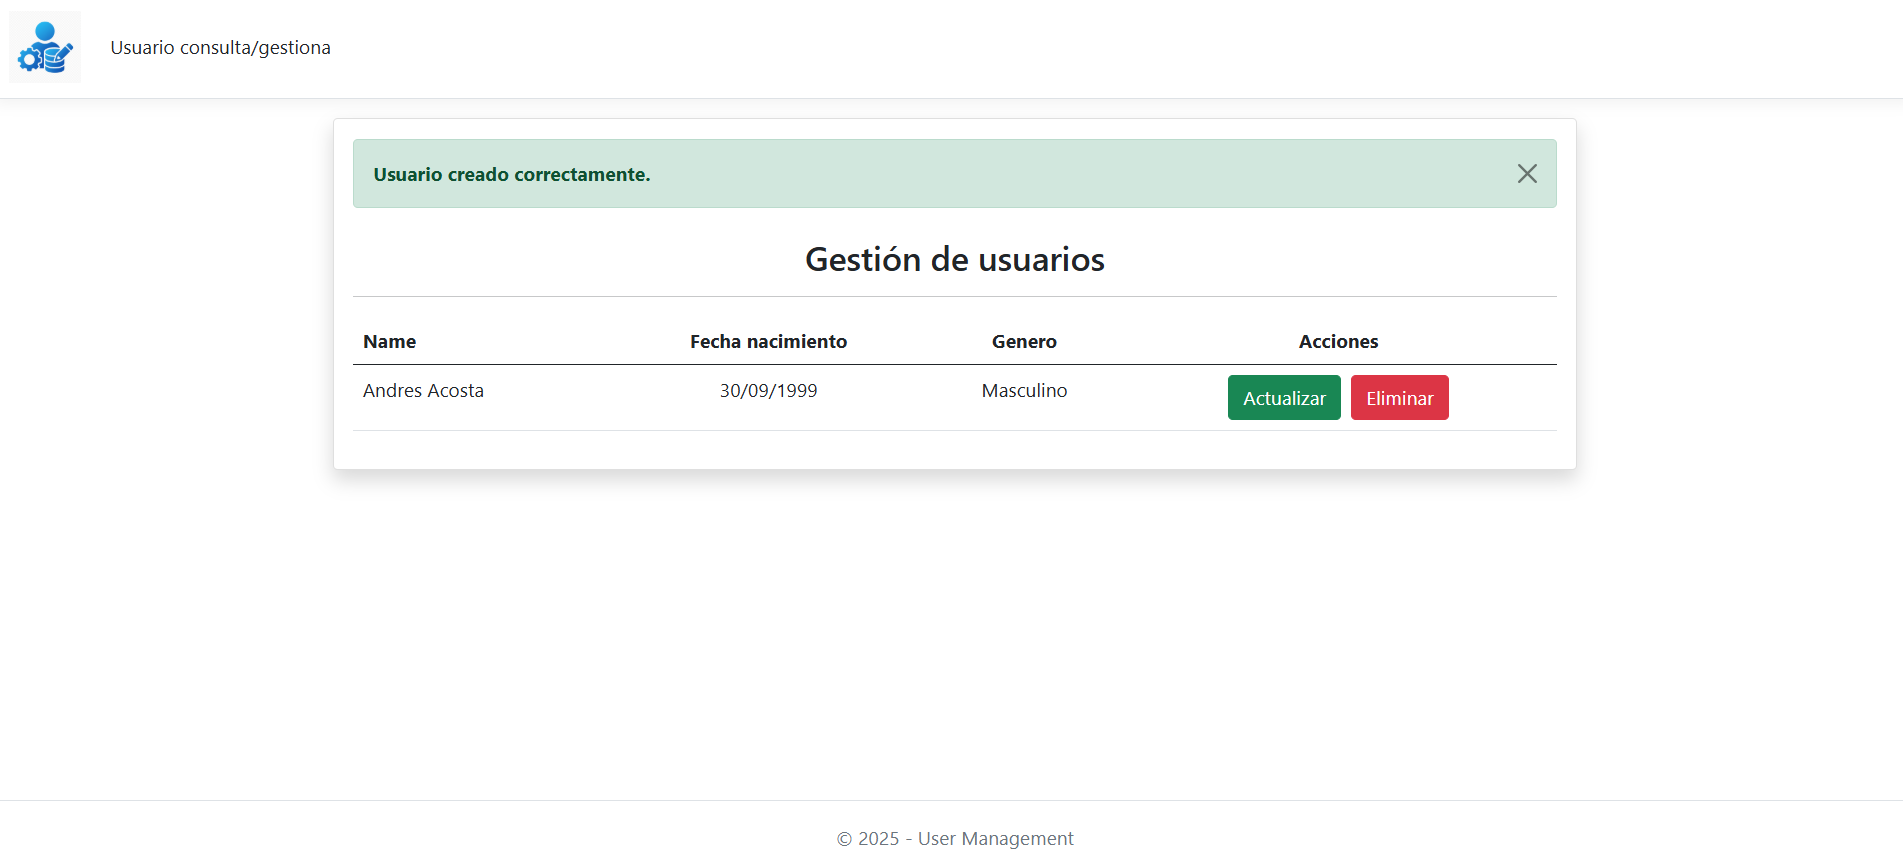 Usuario consulta/gestiona
Usuario creado correctamente.
Gestión de usuarios
Name Fecha nacimiento Genero Acciones
Andres Acosta 30/09/1999 Masculino Actualizar Eliminar
© 2025 - User Management